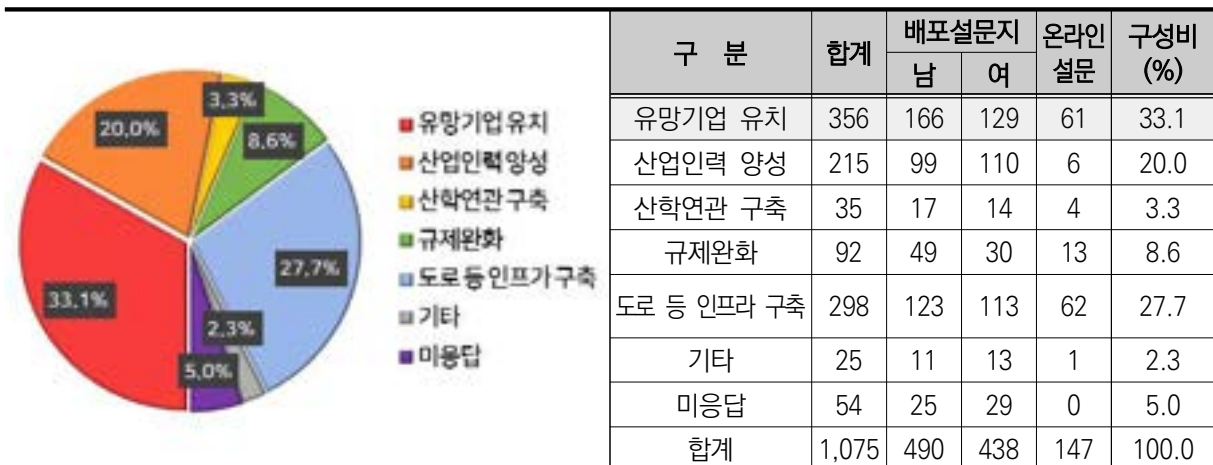 3.3%
20.0%
8.6%
27.7%
33.1%
2.3%
5.0%
유망기업 유치
산업인력 양성
산학연관 구축
규제완화
도로 등 인프가 구축
기타
미응답
구 분 합계 배포설문지 온라인 설문 구성비 (%)
남 여
유망기업 유치 356 166 129 61 33.1
산업인력 양성 215 99 110 6 20.0
산학연관 구축 35 17 14 4 3.3
규제완화 92 49 30 13 8.6
도로 등 인프라 구축 298 123 113 62 27.7
기타 25 11 13 1 2.3
미응답 54 25 29 0 5.0
합계 1,075 490 438 147 100.0